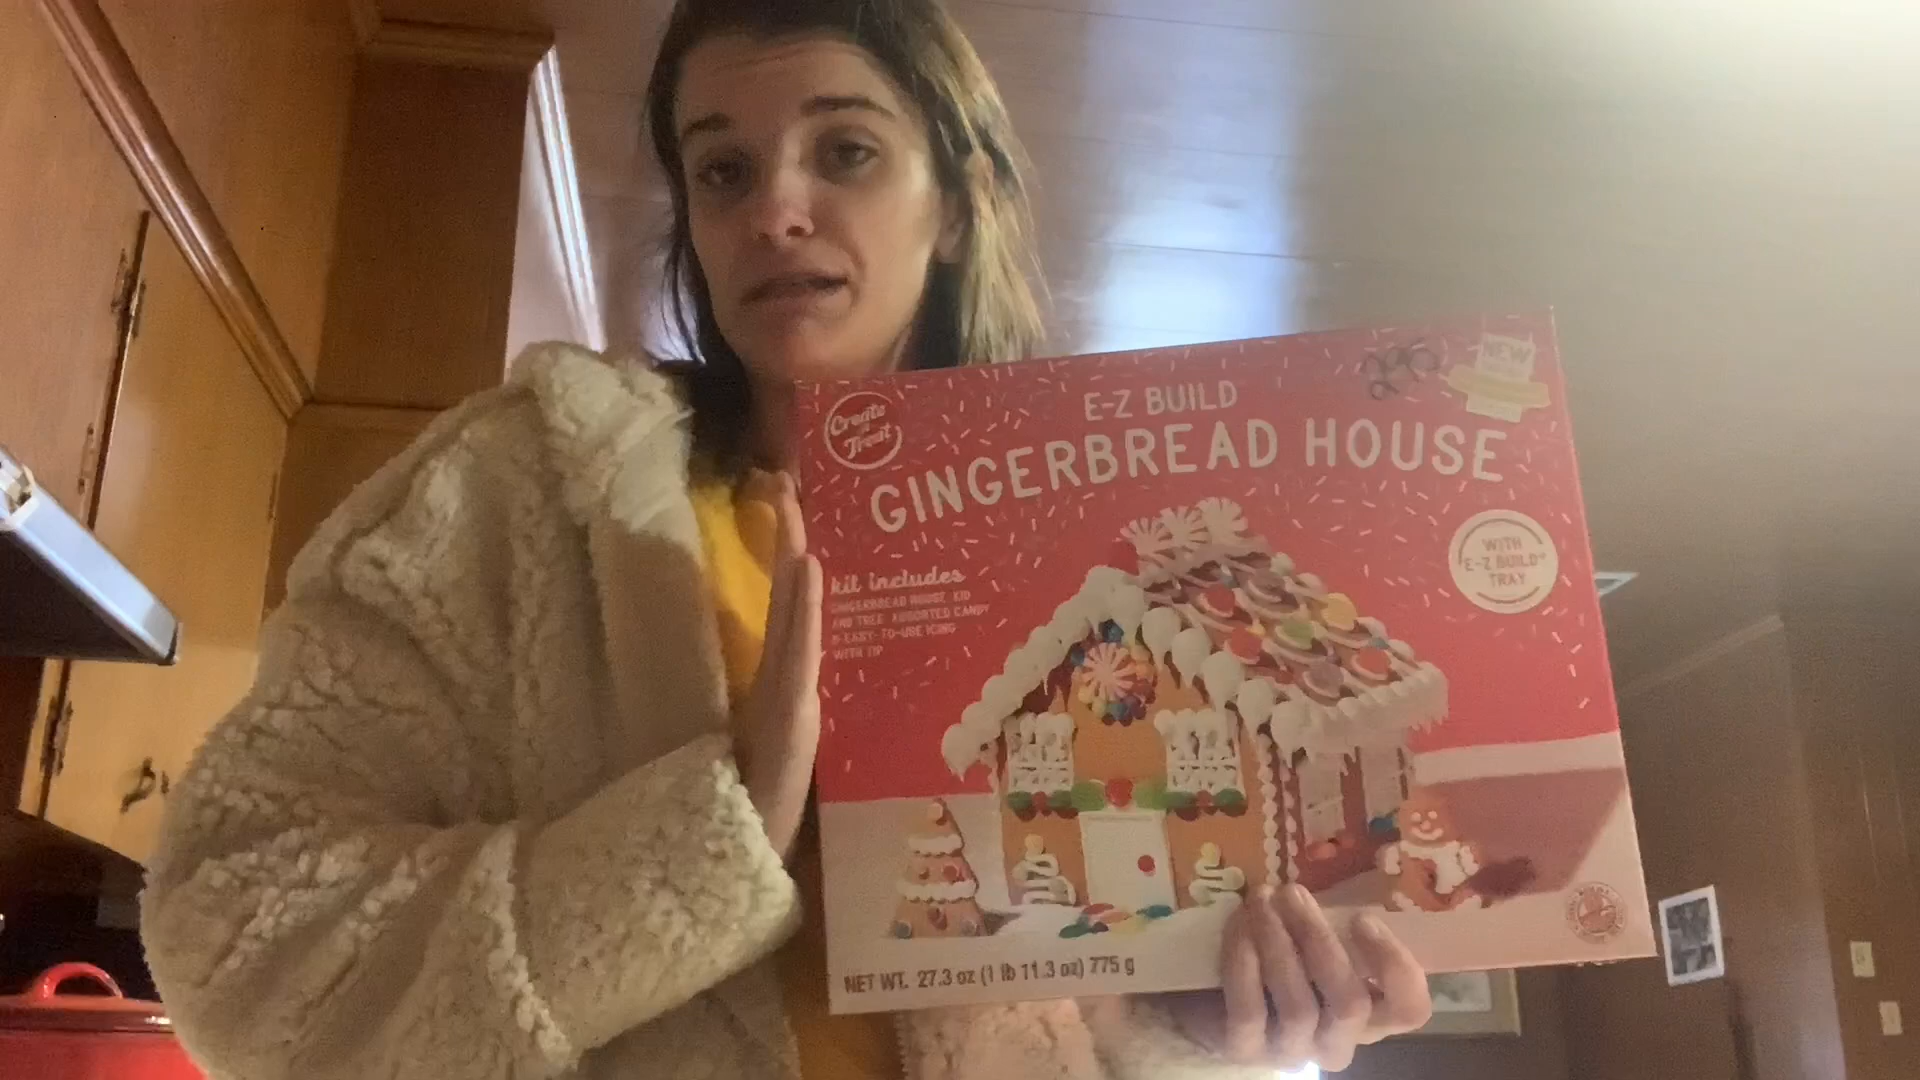 296
NEW
Create
a
Treat
E-Z BUILD
GINGERBREAD HOUSE
WITH
E-Z BUILD
TRAY
kit includes
GINGERBREAD HOUSE, KID
AND TREE, ASSORTED CANDY
& EASY-TO-USE ICING
WITH TIP
NET WT. 27.3 oz (1 lb 11.3 oz) 775 g